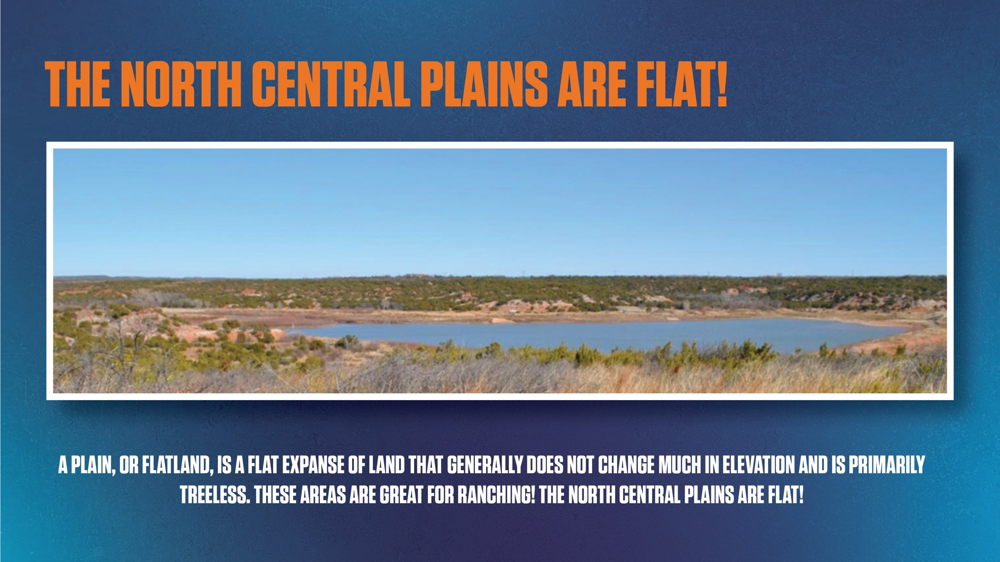 THE NORTH CENTRAL PLAINS ARE FLAT!
A PLAIN, OR FLATLAND, IS A FLAT EXPANSE OF LAND THAT GENERALLY DOES NOT CHANGE MUCH IN ELEVATION AND IS PRIMARILY
TREELESS. THESE AREAS ARE GREAT FOR RANCHING! THE NORTH CENTRAL PLAINS ARE FLAT!